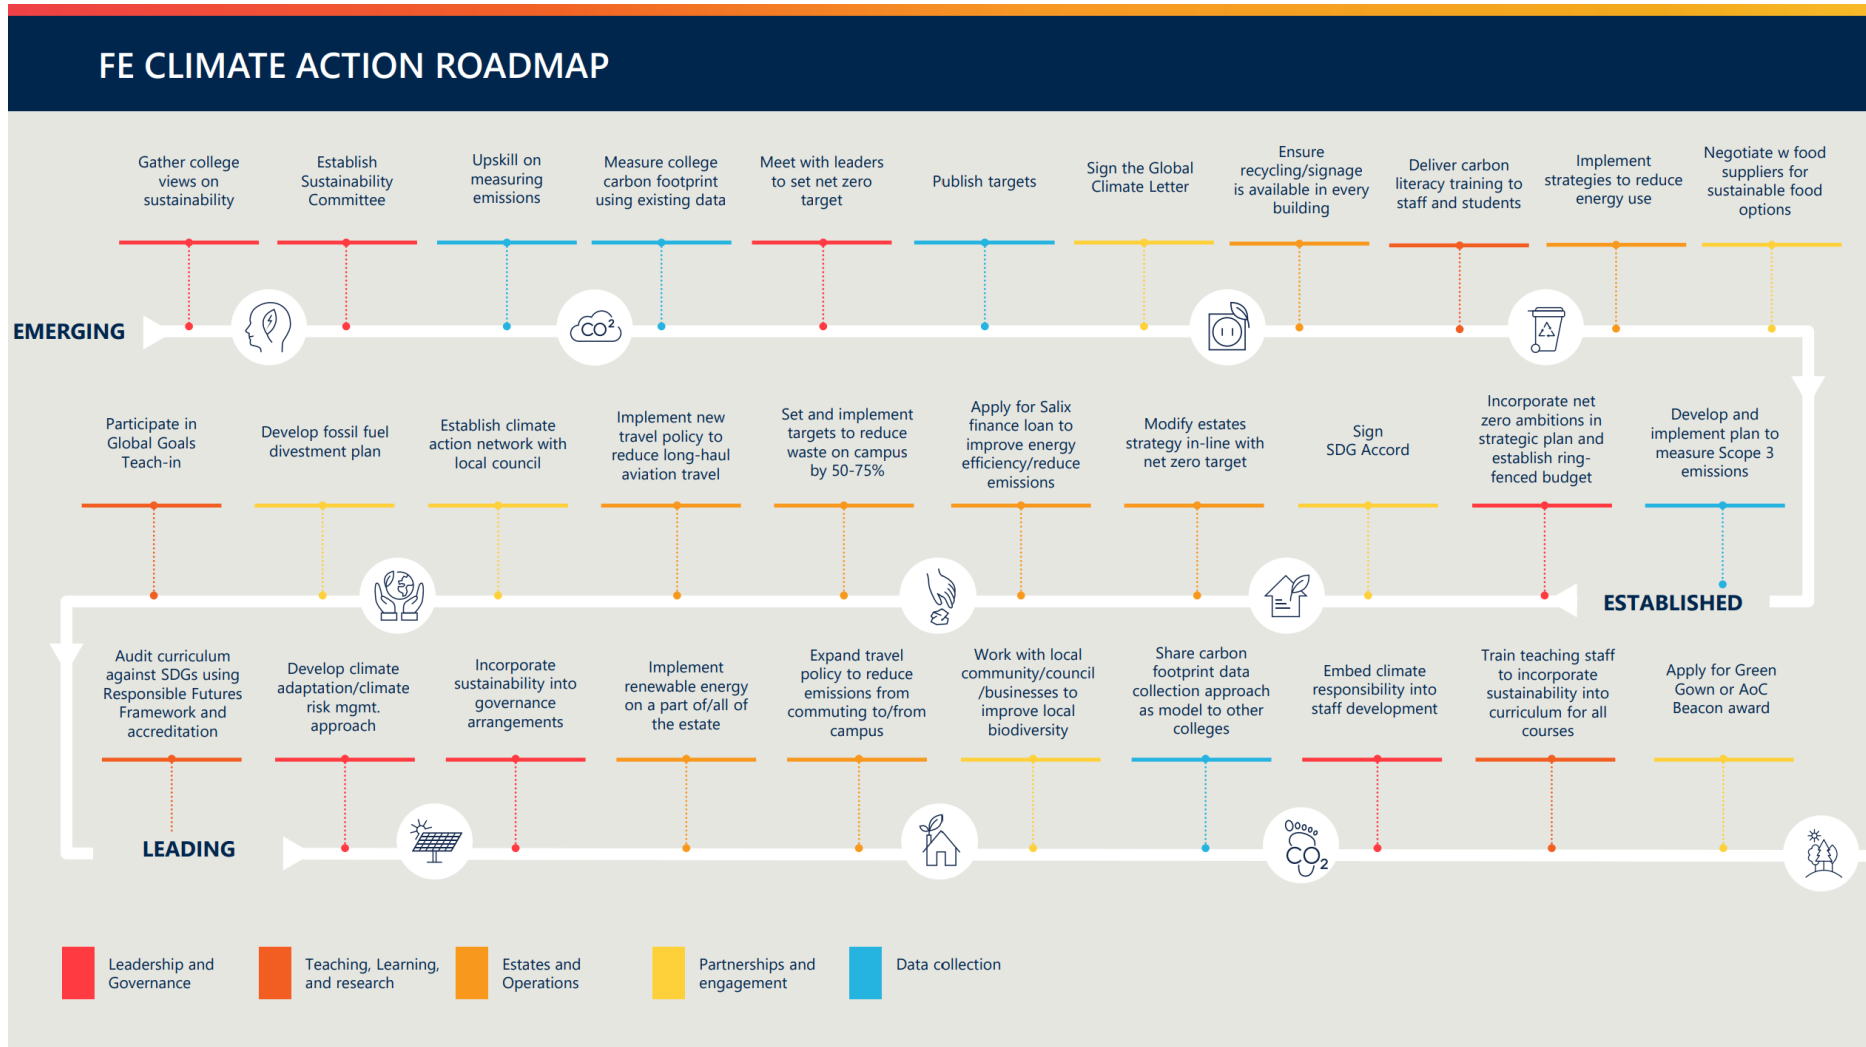 FE CLIMATE ACTION ROADMAP
Gather college
views on
sustainability
Establish
Sustainability
Committee
Upskill on
measuring
emissions
Measure college
carbon footprint
using existing data
Meet with leaders
to set net zero
target
Publish targets
Sign the Global
Climate Letter
Ensure
recycling/signage
is available in every
building
Deliver carbon
literacy training to
staff and students
Implement
strategies to reduce
energy use
Negotiate w food
suppliers for
sustainable food
options
EMERGING
CO²
Participate in
Global Goals
Teach-in
Develop fossil fuel
divestment plan
Establish climate
action network with
local council
Implement new
travel policy to
reduce long-haul
aviation travel
Set and implement
targets to reduce
waste on campus
by 50-75%
Apply for Salix
finance loan to
improve energy
efficiency/reduce
emissions
Modify estates
strategy in-line with
net zero target
Sign
SDG Accord
Incorporate net
zero ambitions in
strategic plan and
establish ring-
fenced budget
Develop and
implement plan to
measure Scope 3
emissions
ESTABLISHED
Audit curriculum
against SDGs using
Responsible Futures
Framework and
accreditation
Develop climate
adaptation/climate
risk mgmt.
approach
Incorporate
sustainability into
governance
arrangements
Implement
renewable energy
on a part of/all of
the estate
Expand travel
policy to reduce
emissions from
commuting to/from
campus
Work with local
community/council
/businesses to
improve local
biodiversity
Share carbon
footprint data
collection approach
as model to other
colleges
Embed climate
responsibility into
staff development
Train teaching staff
to incorporate
sustainability into
curriculum for all
courses
Apply for Green
Gown or AoC
Beacon award
LEADING
CO₂
Leadership and
Governance
Teaching, Learning,
and research
Estates and
Operations
Partnerships and
engagement
Data collection